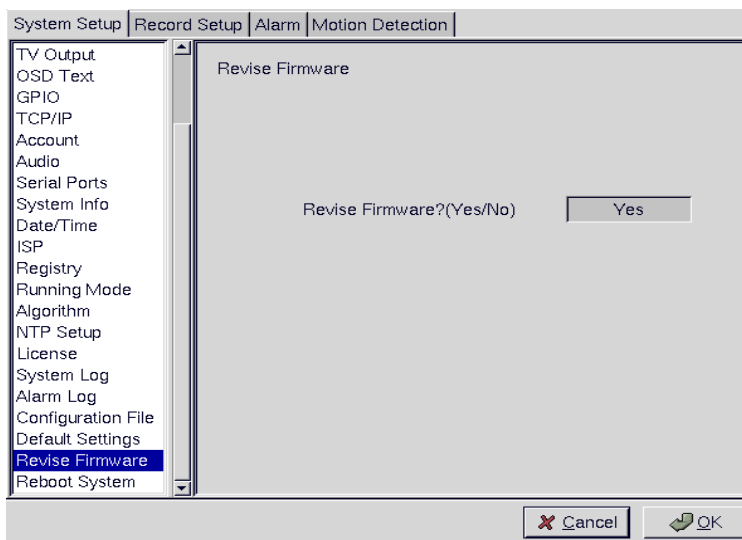 System Setup Record Setup Alarm Motion Detection
TV Output
OSD Text
GPIO
TCP/IP
Account
Audio
Serial Ports
System Info
Date/Time
ISP
Registry
Running Mode
Algorithm
NTP Setup
License
System Log
Alarm Log
Configuration File
Default Settings
Revise Firmware
Reboot System
Revise Firmware
Revise Firmware?(Yes/No) Yes
Cancel OK